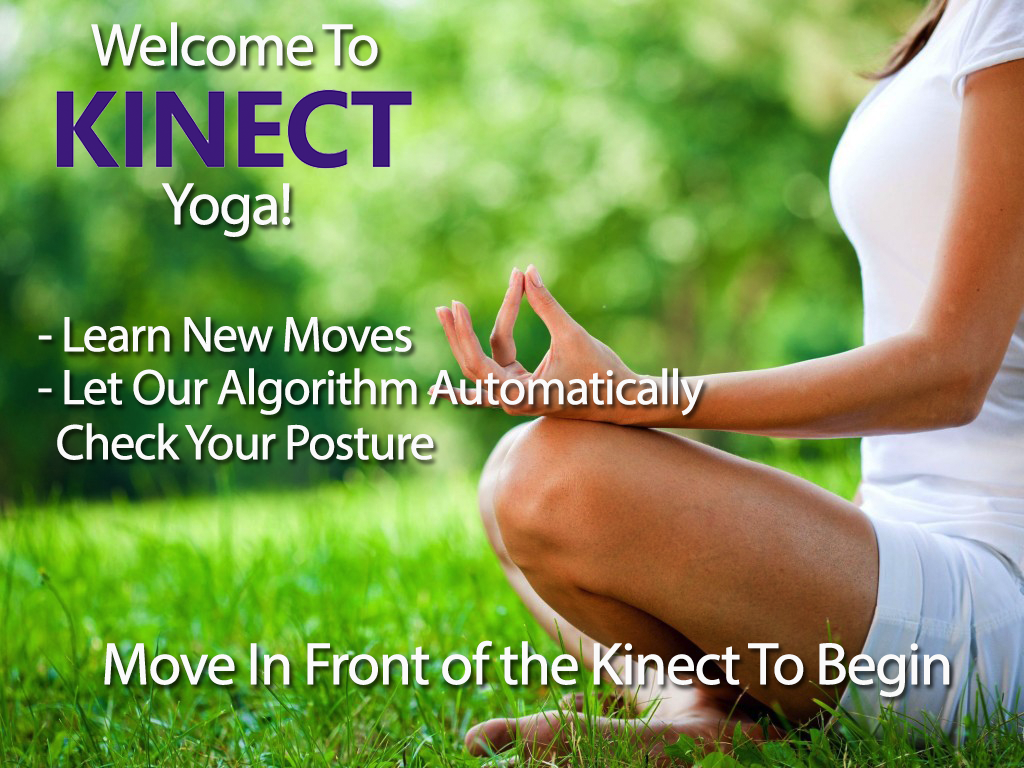 Welcome To
KINECT
Yoga!
- Learn New Moves
- Let Our Algorithm Automatically
Check Your Posture
Move In Front of the Kinect To Begin